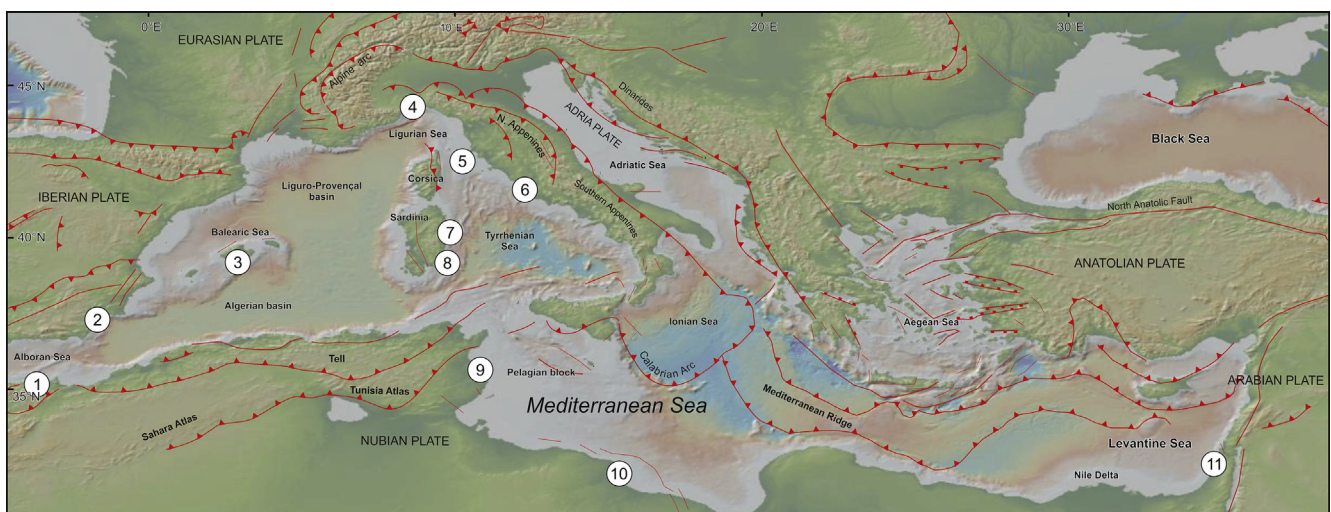 0°E
10°E
20°E
30°E
EURASIAN PLATE
Alpine arc
45°N
4
Dinarides
ADRIA PLATE
N. Appenines
Ligurian Sea
Black Sea
5
Adriatic Sea
Corsica
Liguro-Provençal
basin
6
IBERIAN PLATE
Southern Appenines
North Anatolic Fault
Sardinia
40°N
Balearic Sea
7
Tyrrhenian
Sea
3
8
ANATOLIAN PLATE
Algerian basin
2
Ionian Sea
Aegean Sea
Alboran Sea
Tell
Calabrian Arc
9
Pelagian block
1
35°N
Tunisia Atlas
ARABIAN PLATE
Mediterranean Sea
Mediterranean Ridge
Sahara Atlas
NUBIAN PLATE
Levantine Sea
11
10
Nile Delta